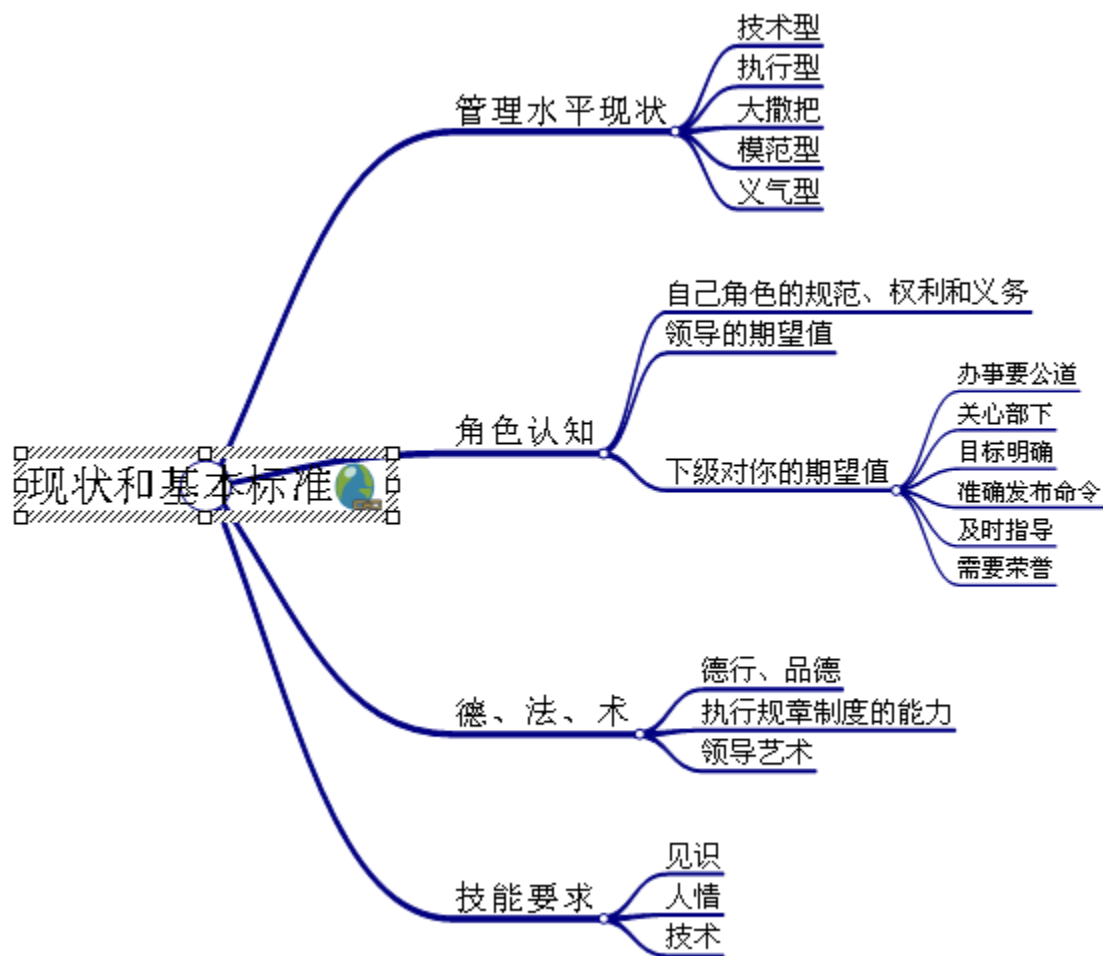 现状和基本标准
管理水平现状
技术型
执行型
大撒把
模范型
义气型
角色认知
自己角色的规范、权利和义务
领导的期望值
下级对你的期望值
办事要公道
关心部下
目标明确
准确发布命令
及时指导
需要荣誉
德、法、术
德行、品德
执行规章制度的能力
领导艺术
技能要求
见识
人情
技术